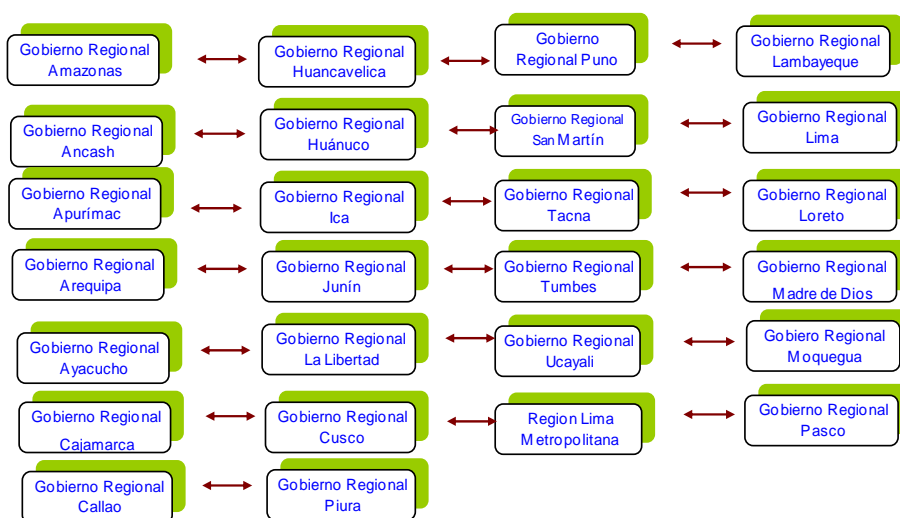 Gobierno Regional
Amazonas
Gobierno Regional
Huancavelica
Gobierno
Regional Puno
Gobierno Regional
Lambayeque
Gobierno Regional
Ancash
Gobierno Regional
Huánuco
Gobierno Regional
San Martín
Gobierno Regional
Lima
Gobierno Regional
Apurímac
Gobierno Regional
Ica
Gobierno Regional
Tacna
Gobierno Regional
Loreto
Gobierno Regional
Arequipa
Gobierno Regional
Junín
Gobierno Regional
Tumbes
Gobierno Regional
Madre de Dios
Gobierno Regional
Ayacucho
Gobierno Regional
La Libertad
Gobierno Regional
Ucayali
Gobiero Regional
Moquegua
Gobierno Regional
Cajamarca
Gobierno Regional
Cusco
Region Lima
Metropolitana
Gobierno Regional
Pasco
Gobierno Regional
Callao
Gobierno Regional
Piura